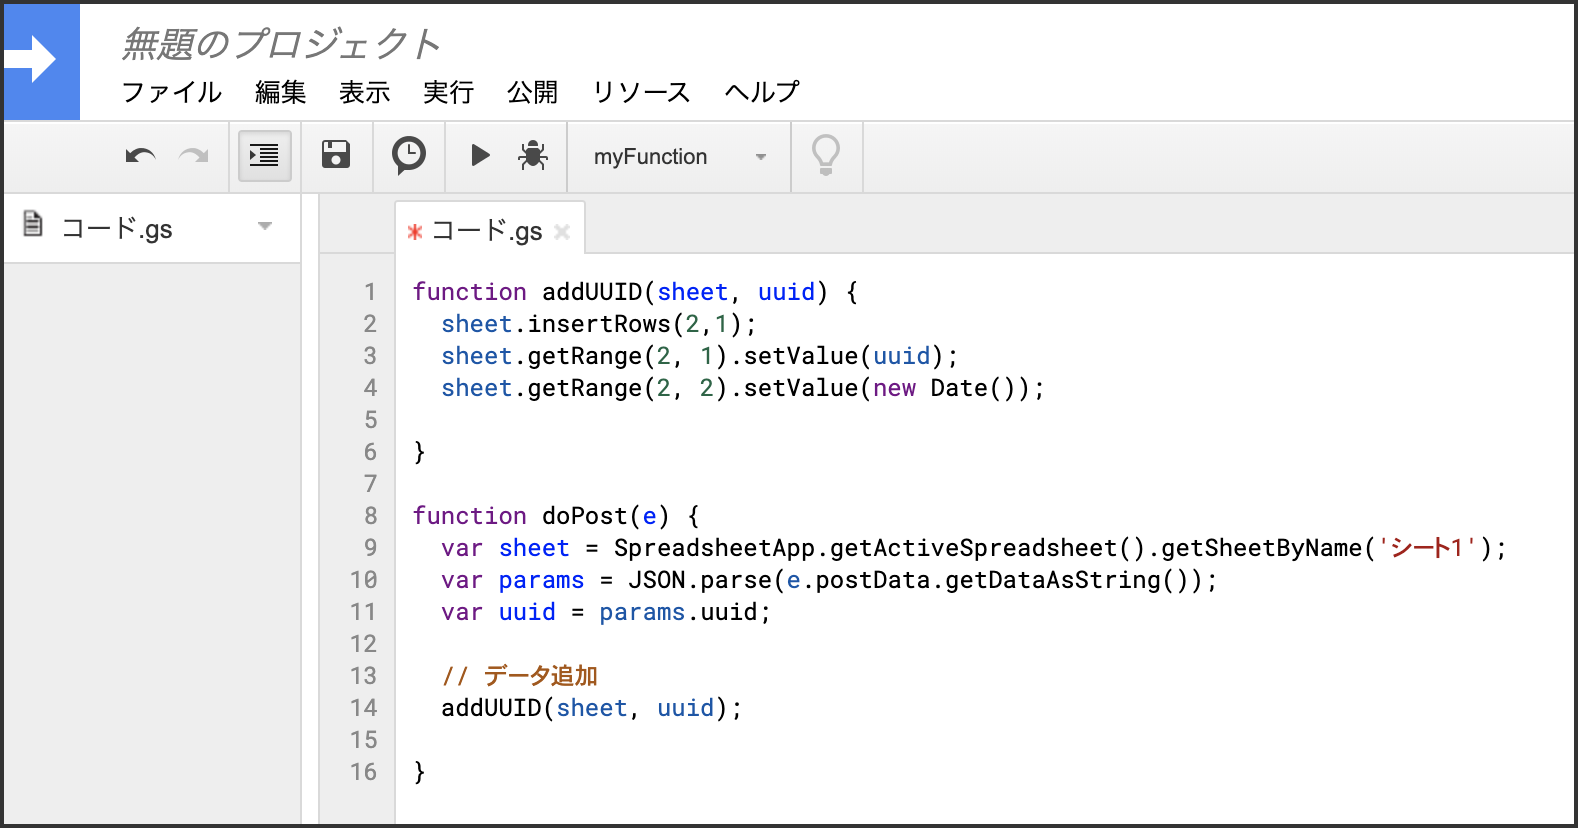 無題のプロジェクト
ファイル 編集 表示 実行 公開 リソース ヘルプ
myFunction
コード.gs
* コード.gs ×
1 function addUUID(sheet, uuid) {
2   sheet.insertRows(2,1);
3   sheet.getRange(2, 1).setValue(uuid);
4   sheet.getRange(2, 2).setValue(new Date());
5
6 }
7
8 function doPost(e) {
9   var sheet = SpreadsheetApp.getActiveSpreadsheet().getSheetByName('シート1');
10   var params = JSON.parse(e.postData.getDataAsString());
11   var uuid = params.uuid;
12
13   // データ追加
14   addUUID(sheet, uuid);
15
16 }